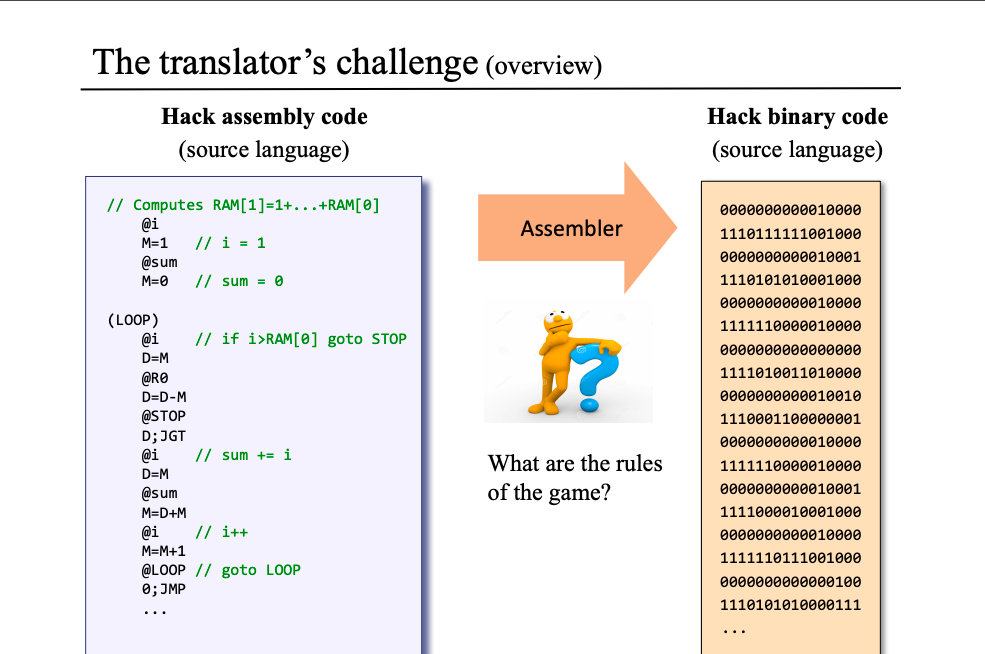 The translator's challenge (overview)
Hack assembly code
(source language)
// Computes RAM[1]=1+...+RAM[0]
@i
M=1 // i = 1
@sum
M=0 // sum = 0
(LOOP)
@i // if i>RAM[0] goto STOP
D=M
@R0
D=D-M
@STOP
D;JGT
@i // sum += i
D=M
@sum
M=D+M
@i // i++
M=M+1
@LOOP // goto LOOP
0;JMP
...
Assembler
What are the rules
of the game?
Hack binary code
(source language)
0000000000010000
1110111111001000
0000000000010001
1110101010001000
0000000000010000
1111110000010000
0000000000000000
1111010011010000
0000000000010010
1110001100000001
0000000000010000
1111110000010000
0000000000010001
1111000010001000
0000000000010000
1111110111001000
0000000000000100
1110101010000111
...